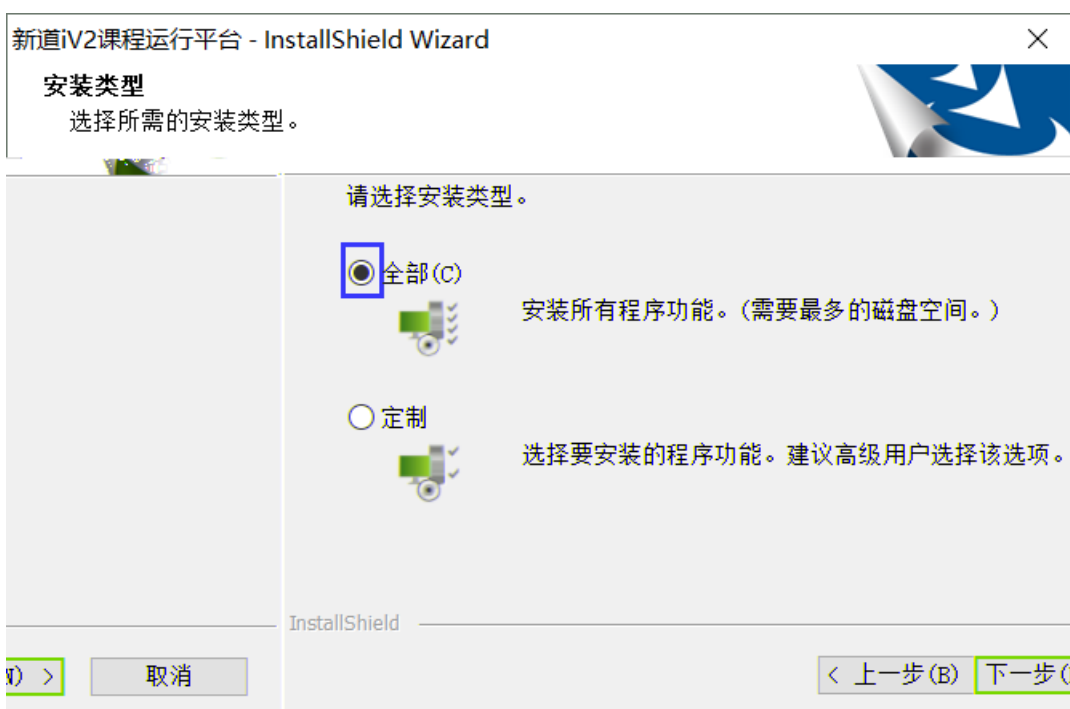 新道iV2课程运行平台 - InstallShield Wizard
安装类型
选择所需的安装类型。
请选择安装类型。
全部(C)
安装所有程序功能。(需要最多的磁盘空间。)
定制
选择要安装的程序功能。建议高级用户选择该选项。
InstallShield
) > 取消 < 上一步(B) 下一步(